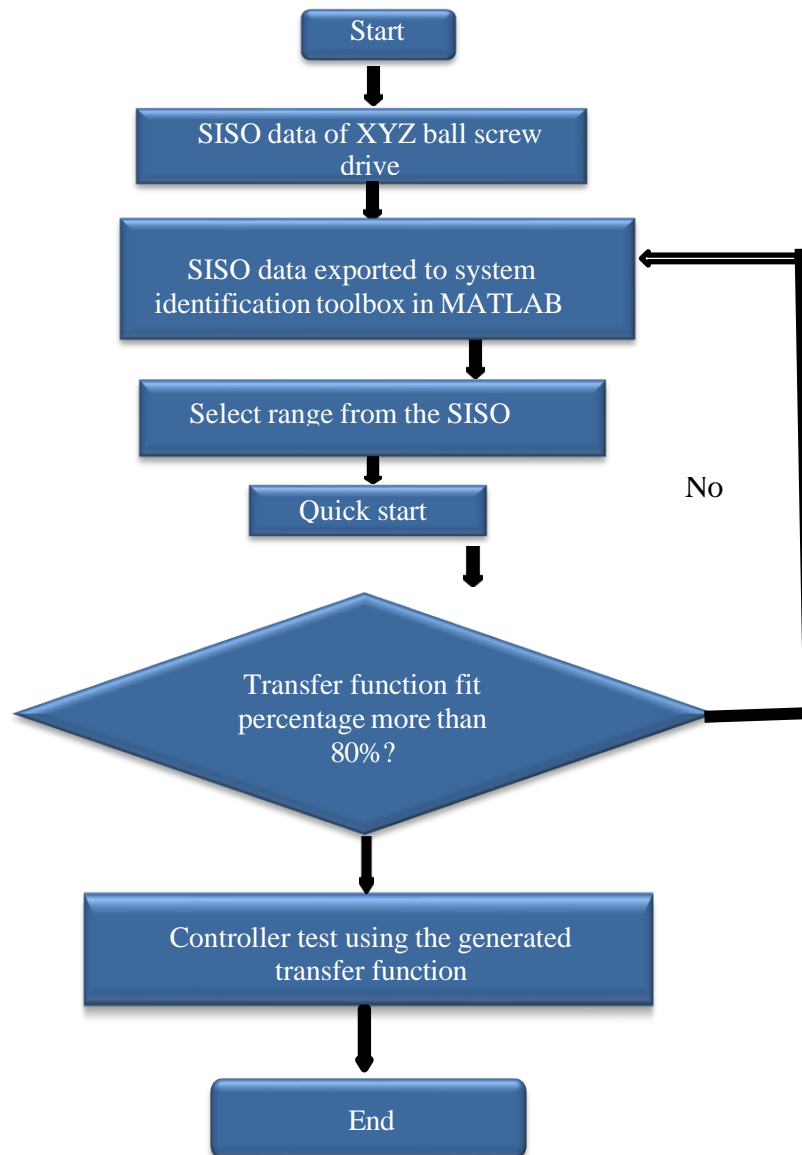 Start
SISO data of XYZ ball screw
drive
SISO data exported to system
identification toolbox in MATLAB
Select range from the SISO
Quick start
No
Transfer function fit
percentage more than
80%?
Controller test using the generated
transfer function
End